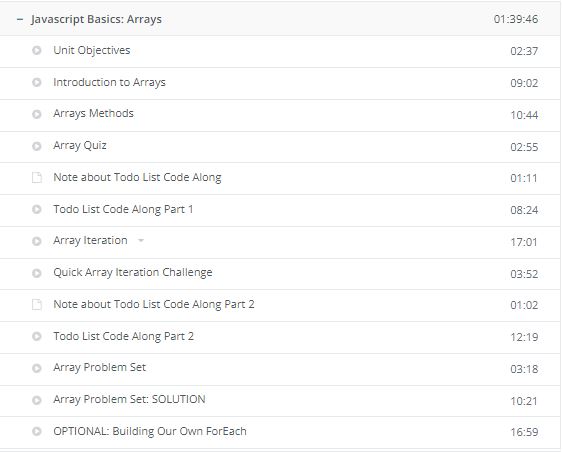 − Javascript Basics: Arrays 01:39:46
Unit Objectives 02:37
Introduction to Arrays 09:02
Arrays Methods 10:44
Array Quiz 02:55
Note about Todo List Code Along 01:11
Todo List Code Along Part 1 08:24
Array Iteration 17:01
Quick Array Iteration Challenge 03:52
Note about Todo List Code Along Part 2 01:02
Todo List Code Along Part 2 12:19
Array Problem Set 03:18
Array Problem Set: SOLUTION 10:21
OPTIONAL: Building Our Own ForEach 16:59